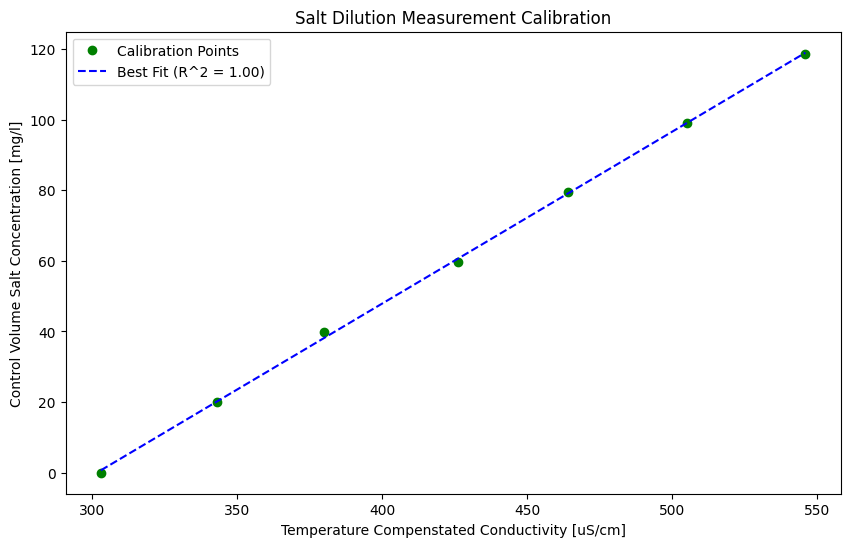 Salt Dilution Measurement Calibration
Calibration Points
Best Fit (R^2 = 1.00)
Control Volume Salt Concentration [mg/l]
120
100
80
60
40
20
0
300
350
400
450
500
550
Temperature Compenstated Conductivity [uS/cm]